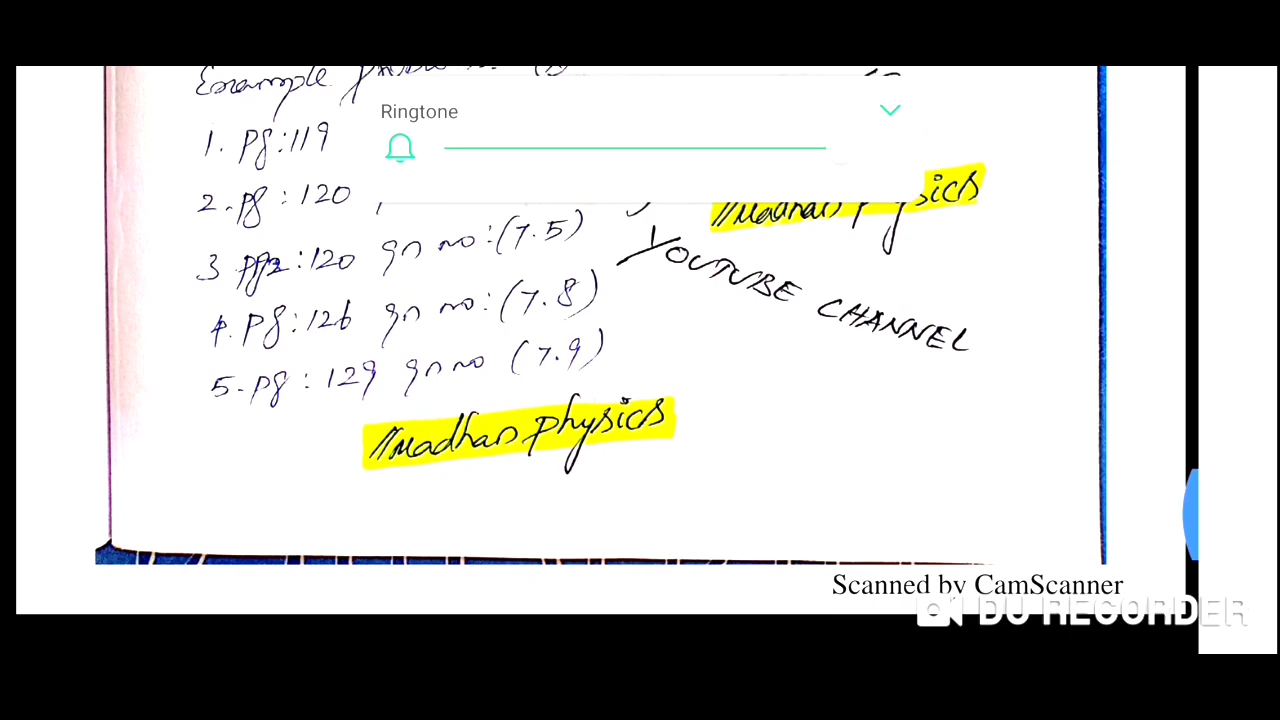 Example
Ringtone
1. Pg:119
2. pg : 120
physics
3 pg : 120 qn no:(7.5)
YOUTUBE CHANNEL
4. Pg:126 qn no:(7.8)
5. pg : 129 qn no (7.9)
Madhan physics
Scanned by CamScanner
DU RECORDER